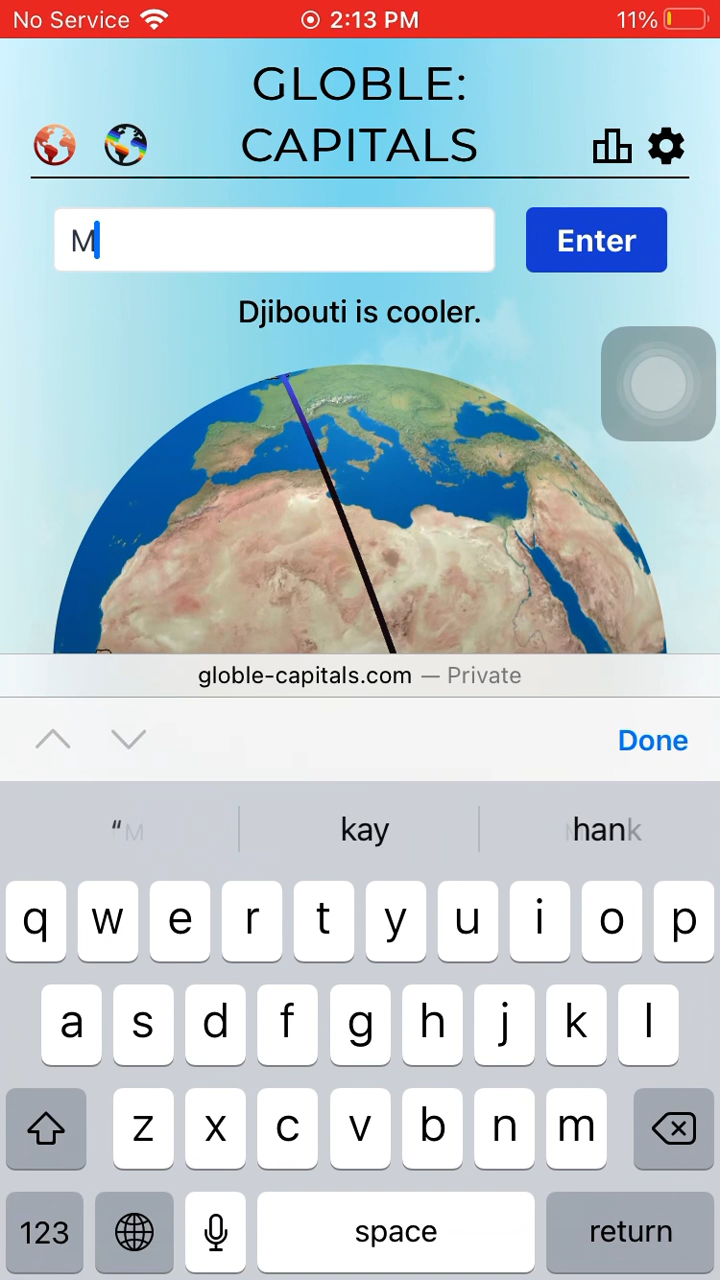 No Service 2:13 PM 11%
GLOBLE:
CAPITALS
M Enter
Djibouti is cooler.
globle-capitals.com — Private
Done
“M kay hank
q w e r t y u i o p
a s d f g h j k l
z x c v b n m
123 space return